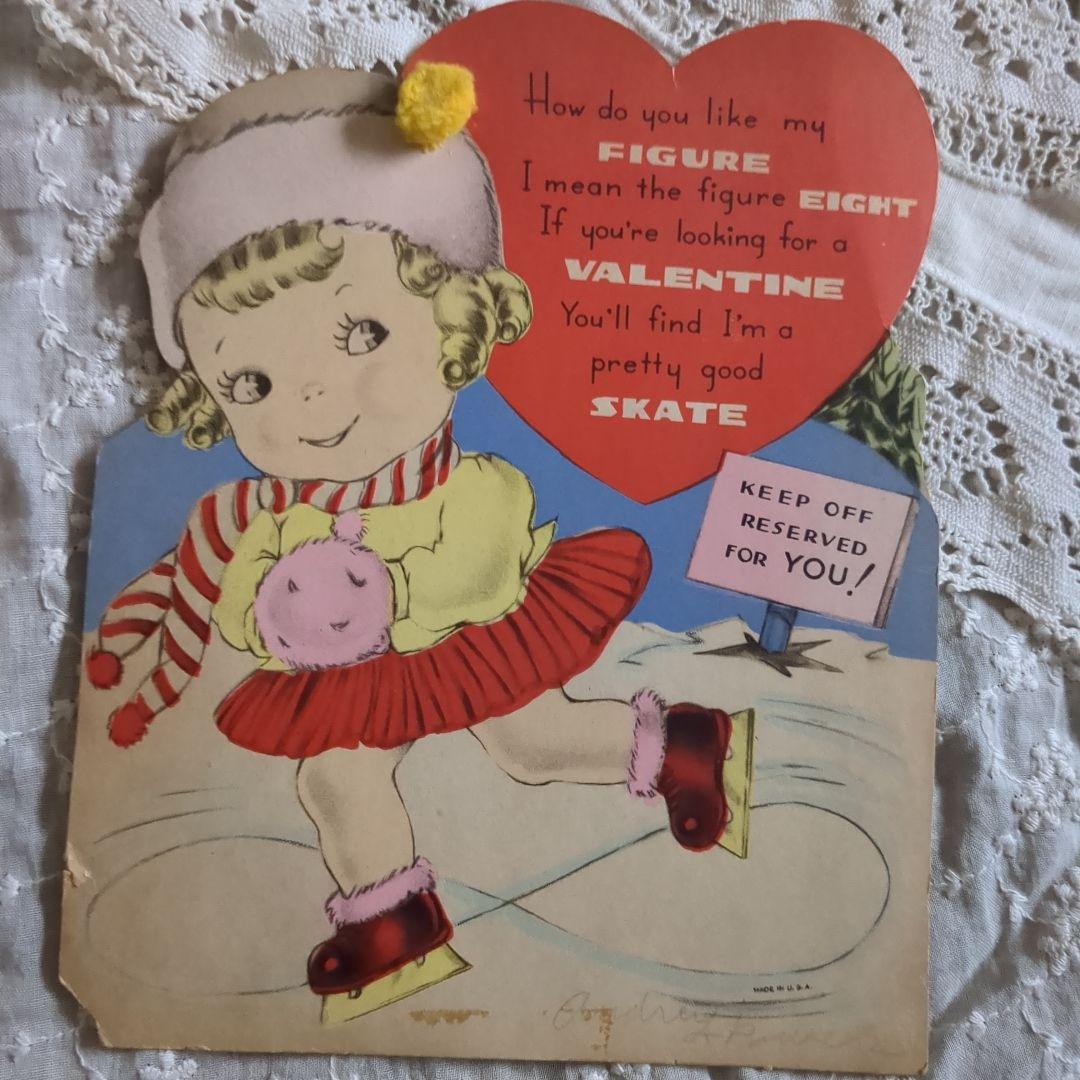 How do you like my
FIGURE
I mean the figure EIGHT
If you're looking for a
VALENTINE
You'll find I'm a
pretty good
SKATE
KEEP OFF
RESERVED
FOR YOU!
MADE IN U.S.A.
Andrew